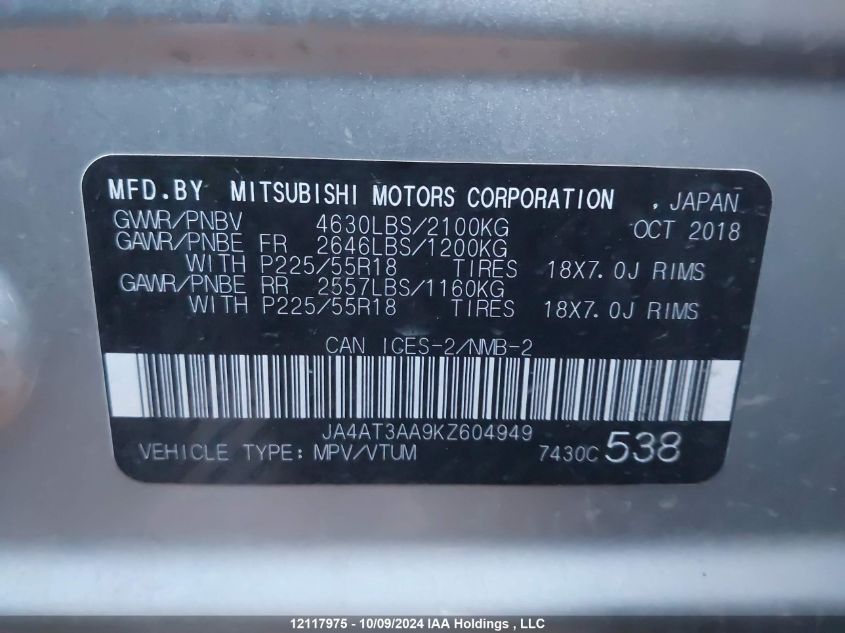 MFD.BY MITSUBISHI MOTORS CORPORATION , JAPAN
GVWR/PNBV 4630LBS/2100KG OCT 2018
GAWR/PNBE FR 2646LBS/1200KG
WITH P225/55R18 TIRES 18X7.0J RIMS
GAWR/PNBE RR 2557LBS/1160KG
WITH P225/55R18 TIRES 18X7.0J RIMS
CAN ICES-2/NMB-2
JA4AT3AA9KZ604949
VEHICLE TYPE: MPV/VTUM 7430C 538
12117975 - 10/09/2024 IAA Holdings , LLC